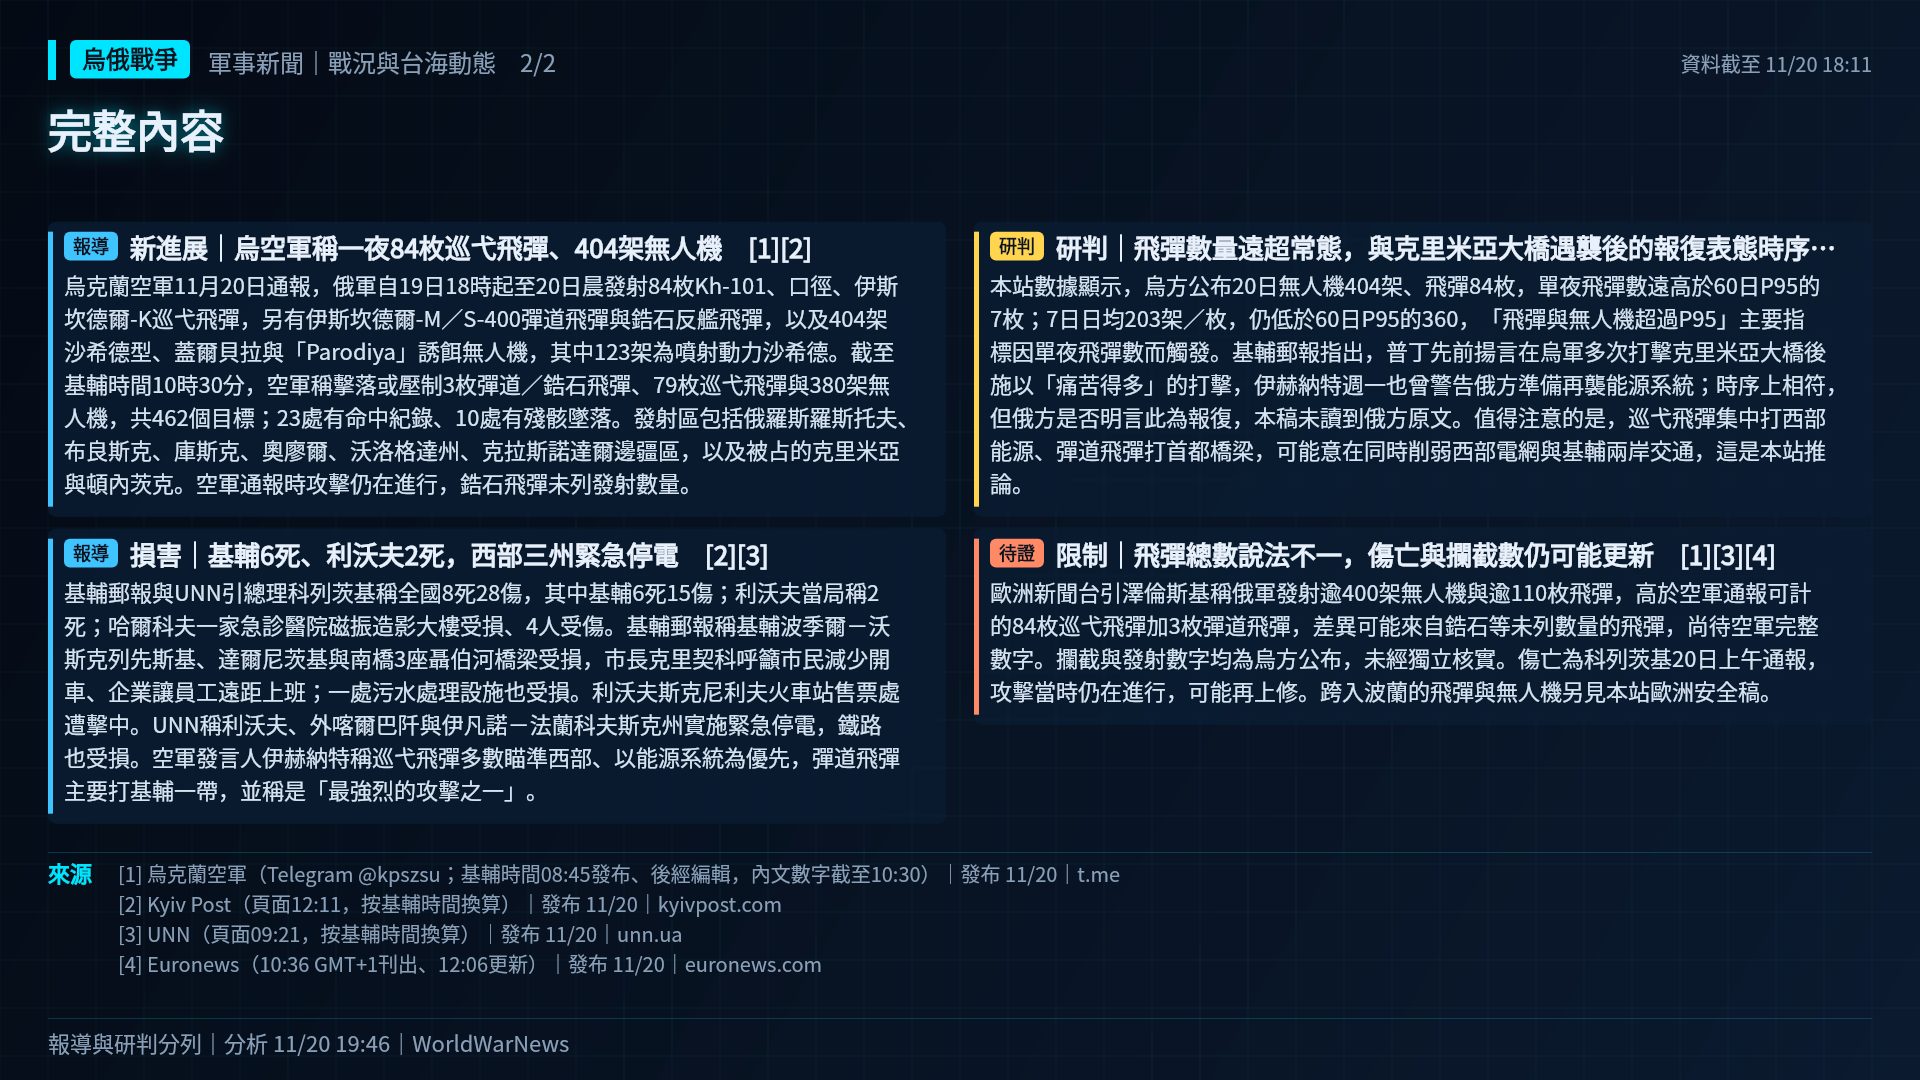 烏俄戰爭 軍事新聞｜戰況與台海動態 2/2
資料截至 11/20 18:11
完整內容
報導 新進展｜烏空軍稱一夜84枚巡弋飛彈、404架無人機 [1][2]
烏克蘭空軍11月20日通報，俄軍自19日18時起至20日晨發射84枚Kh-101、口徑、伊斯
坎德爾-K巡弋飛彈，另有伊斯坎德爾-M／S-400彈道飛彈與鋯石反艦飛彈，以及404架
沙希德型、蓋爾貝拉與「Parodiya」誘餌無人機，其中123架為噴射動力沙希德。截至
基輔時間10時30分，空軍稱擊落或壓制3枚彈道／鋯石飛彈、79枚巡弋飛彈與380架無
人機，共462個目標；23處有命中紀錄、10處有殘骸墜落。發射區包括俄羅斯羅斯托夫、
布良斯克、庫斯克、奧廖爾、沃洛格達州、克拉斯諾達爾邊疆區，以及被占的克里米亞
與頓內茨克。空軍通報時攻擊仍在進行，鋯石飛彈未列發射數量。
報導 損害｜基輔6死、利沃夫2死，西部三州緊急停電 [2][3]
基輔郵報與UNN引總理科列茨基稱全國8死28傷，其中基輔6死15傷；利沃夫當局稱2
死；哈爾科夫一家急診醫院磁振造影大樓受損、4人受傷。基輔郵報稱基輔波季爾－沃
斯克列先斯基、達爾尼茨基與南橋3座聶伯河橋梁受損，市長克里契科呼籲市民減少開
車、企業讓員工遠距上班；一處污水處理設施也受損。利沃夫斯克尼利夫火車站售票處
遭擊中。UNN稱利沃夫、外喀爾巴阡與伊凡諾－法蘭科夫斯克州實施緊急停電，鐵路
也受損。空軍發言人伊赫納特稱巡弋飛彈多數瞄準西部、以能源系統為優先，彈道飛彈
主要打基輔一帶，並稱是「最強烈的攻擊之一」。
研判 研判｜飛彈數量遠超常態，與克里米亞大橋遇襲後的報復表態時序…
本站數據顯示，烏方公布20日無人機404架、飛彈84枚，單夜飛彈數遠高於60日P95的
7枚；7日日均203架／枚，仍低於60日P95的360，「飛彈與無人機超過P95」主要指
標因單夜飛彈數而觸發。基輔郵報指出，普丁先前揚言在烏軍多次打擊克里米亞大橋後
施以「痛苦得多」的打擊，伊赫納特週一也曾警告俄方準備再襲能源系統；時序上相符，
但俄方是否明言此為報復，本稿未讀到俄方原文。值得注意的是，巡弋飛彈集中打西部
能源、彈道飛彈打首都橋梁，可能意在同時削弱西部電網與基輔兩岸交通，這是本站推
論。
待證 限制｜飛彈總數說法不一，傷亡與攔截數仍可能更新 [1][3][4]
歐洲新聞台引澤倫斯基稱俄軍發射逾400架無人機與逾110枚飛彈，高於空軍通報可計
的84枚巡弋飛彈加3枚彈道飛彈，差異可能來自鋯石等未列數量的飛彈，尚待空軍完整
數字。攔截與發射數字均為烏方公布，未經獨立核實。傷亡為科列茨基20日上午通報，
攻擊當時仍在進行，可能再上修。跨入波蘭的飛彈與無人機另見本站歐洲安全稿。
來源 [1] 烏克蘭空軍（Telegram @kpszsu；基輔時間08:45發布、後經編輯，內文數字截至10:30）｜發布 11/20｜t.me
[2] Kyiv Post（頁面12:11，按基輔時間換算）｜發布 11/20｜kyivpost.com
[3] UNN（頁面09:21，按基輔時間換算）｜發布 11/20｜unn.ua
[4] Euronews（10:36 GMT+1刊出、12:06更新）｜發布 11/20｜euronews.com
報導與研判分列｜分析 11/20 19:46｜WorldWarNews